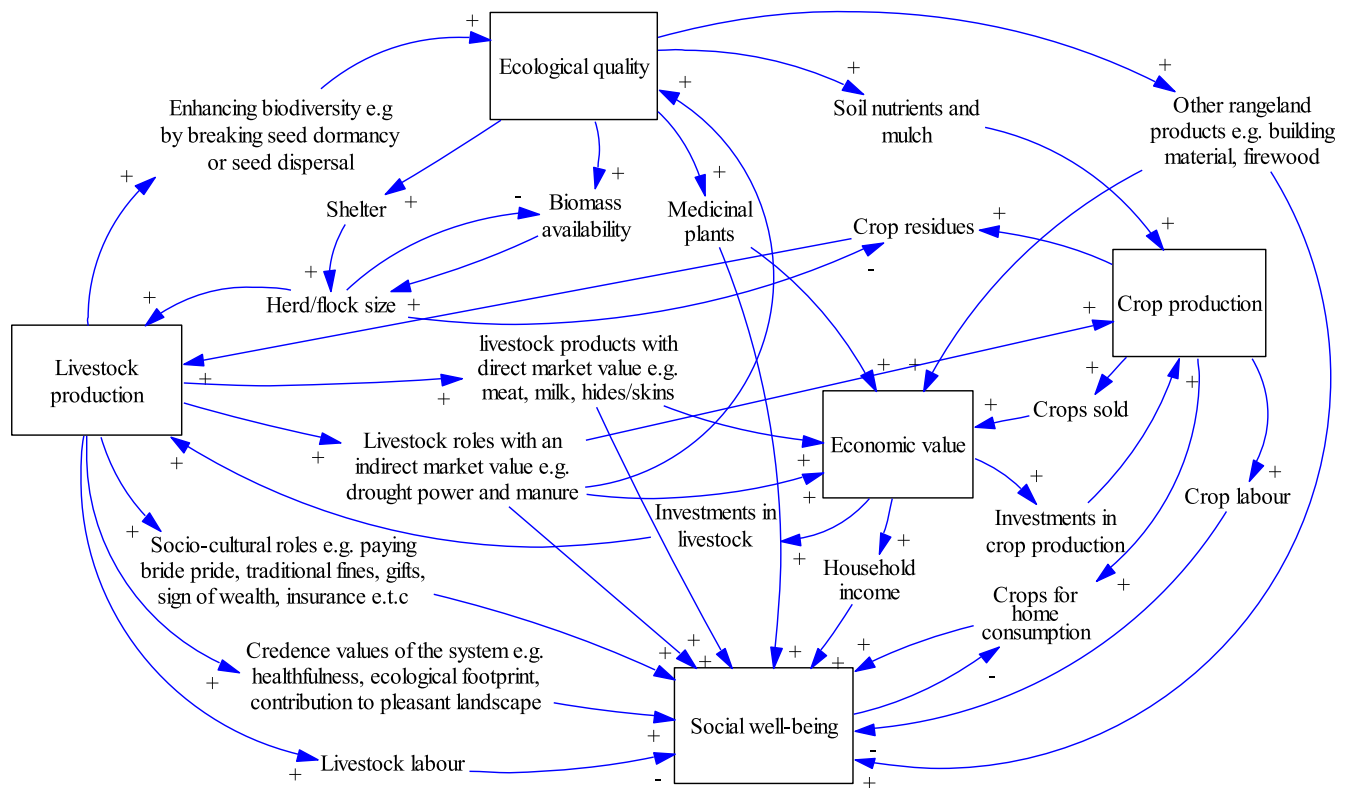 Ecological quality
Enhancing biodiversity e.g
by breaking seed dormancy
or seed dispersal
Soil nutrients and
mulch
Other rangeland
products e.g. building
material, firewood
Shelter
Biomass
availability
Medicinal
plants
Crop residues
Herd/flock size
Crop production
Livestock
production
livestock products with
direct market value e.g.
meat, milk, hides/skins
Crops sold
Livestock roles with an
indirect market value e.g.
drought power and manure
Economic value
Crop labour
Investments in
livestock
Investments in
crop production
Socio-cultural roles e.g. paying
bride pride, traditional fines, gifts,
sign of wealth, insurance e.t.c
Household
income
Crops for
home
consumption
Credence values of the system e.g.
healthfulness, ecological footprint,
contribution to pleasant landscape
Social well-being
Livestock labour